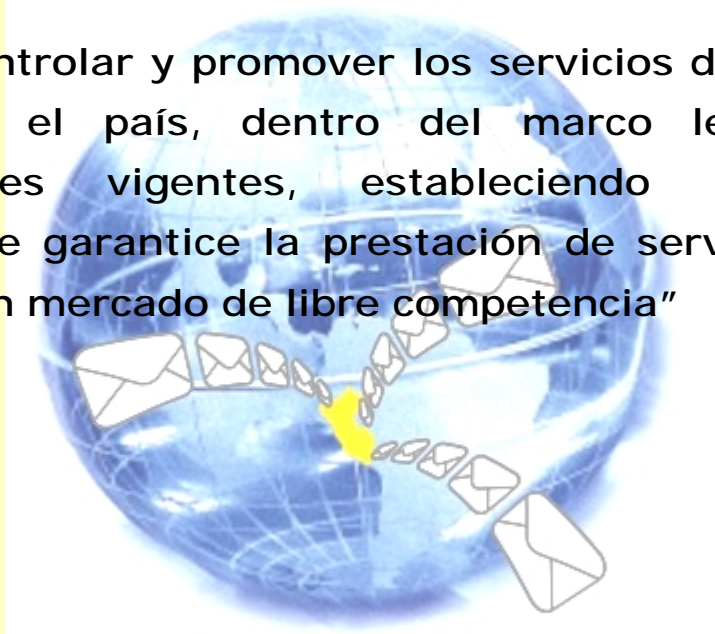 ntrolar y promover los servicios d
el país, dentro del marco le
es vigentes, estableciendo
e garantice la prestación de serv
n mercado de libre competencia”